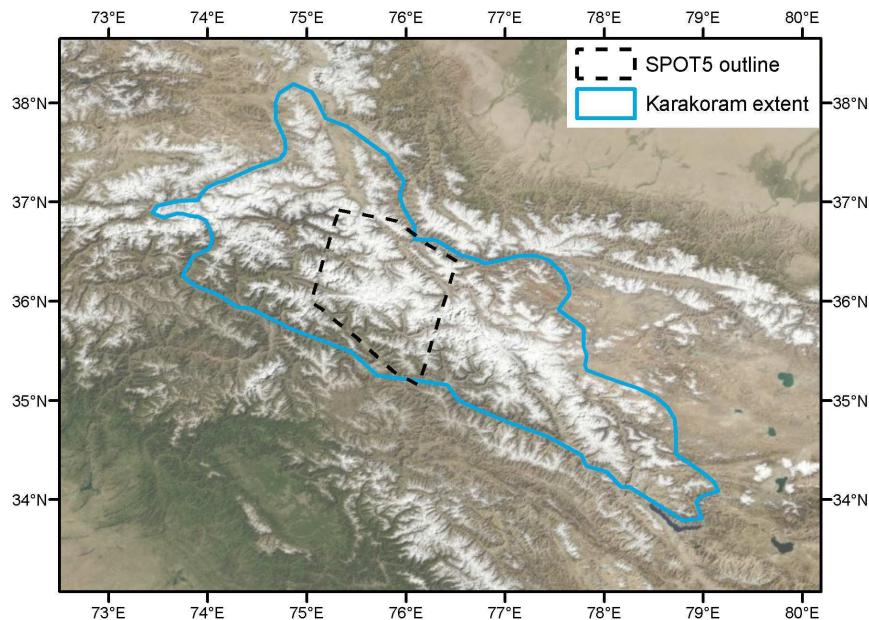 73°E 74°E 75°E 76°E 77°E 78°E 79°E 80°E
SPOT5 outline
Karakoram extent
38°N 38°N
37°N 37°N
36°N 36°N
35°N 35°N
34°N 34°N
73°E 74°E 75°E 76°E 77°E 78°E 79°E 80°E